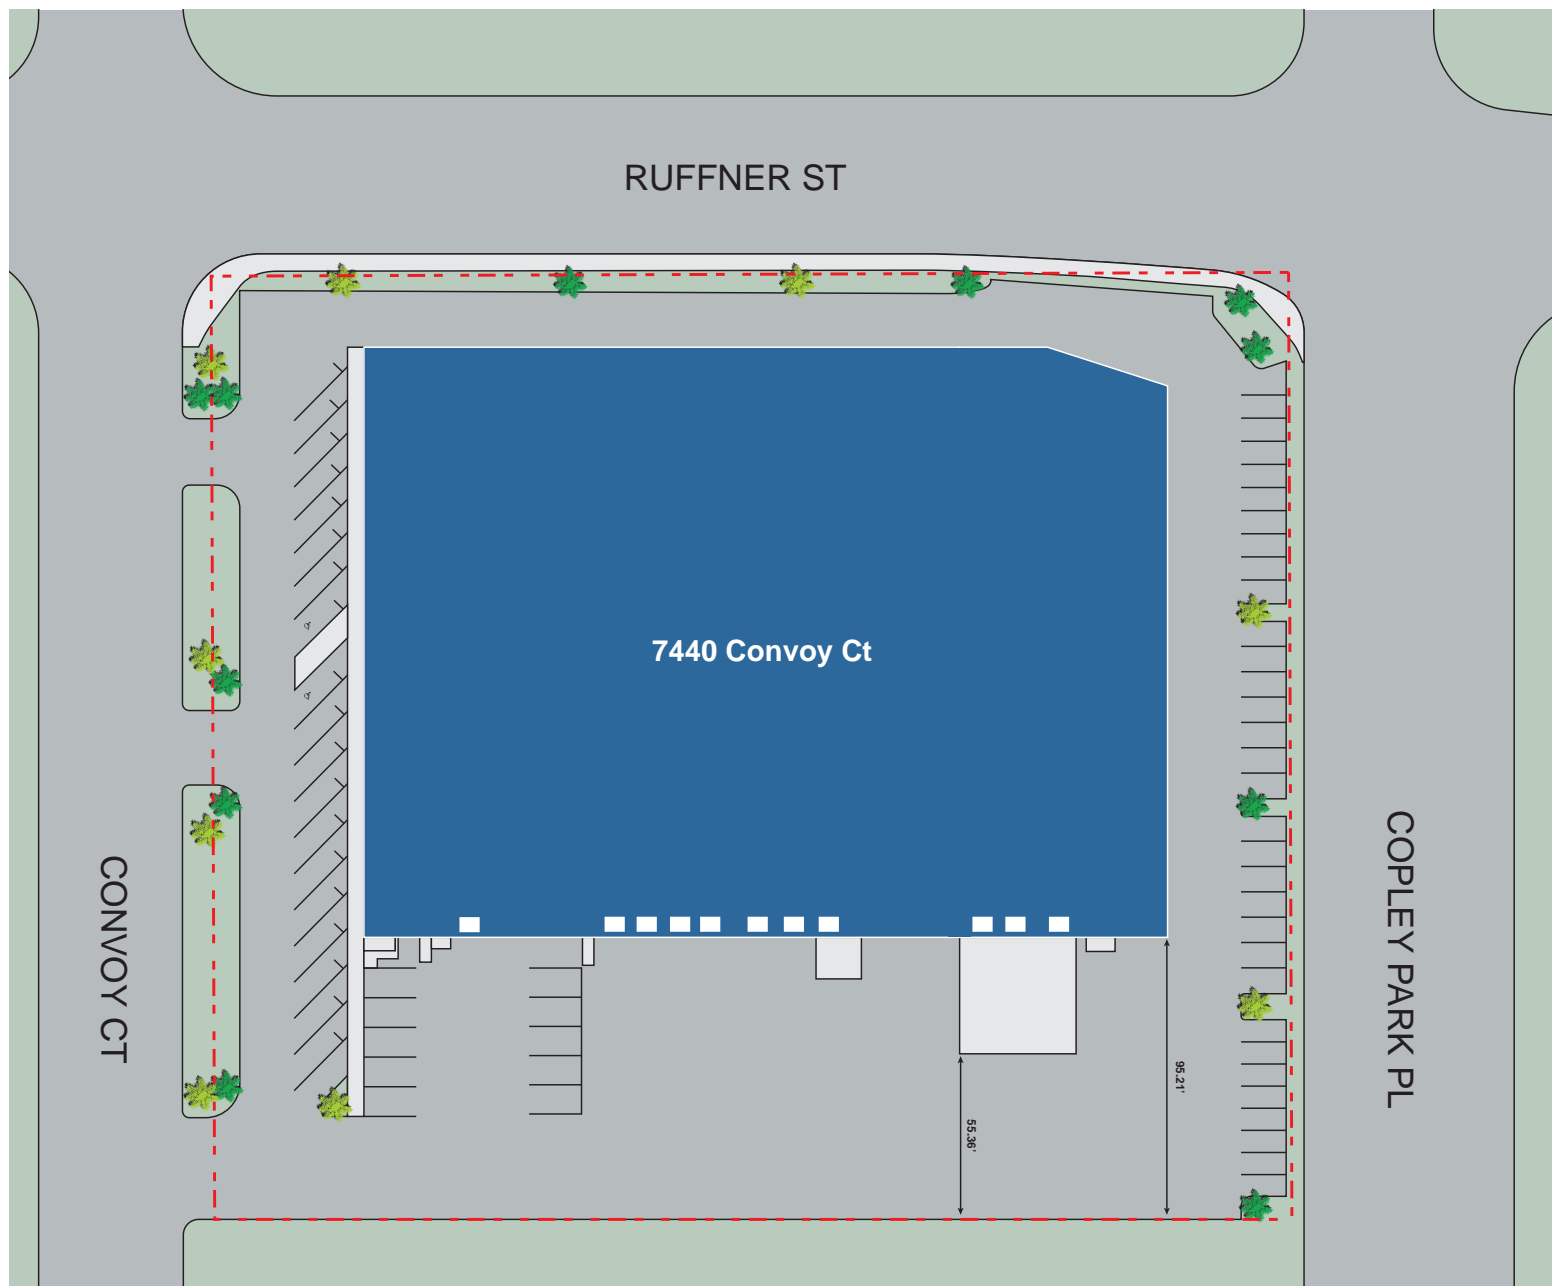 RUFFNER ST
7440 Convoy Ct
CONVOY CT
COPLEY PARK PL
95.21'
55.36'